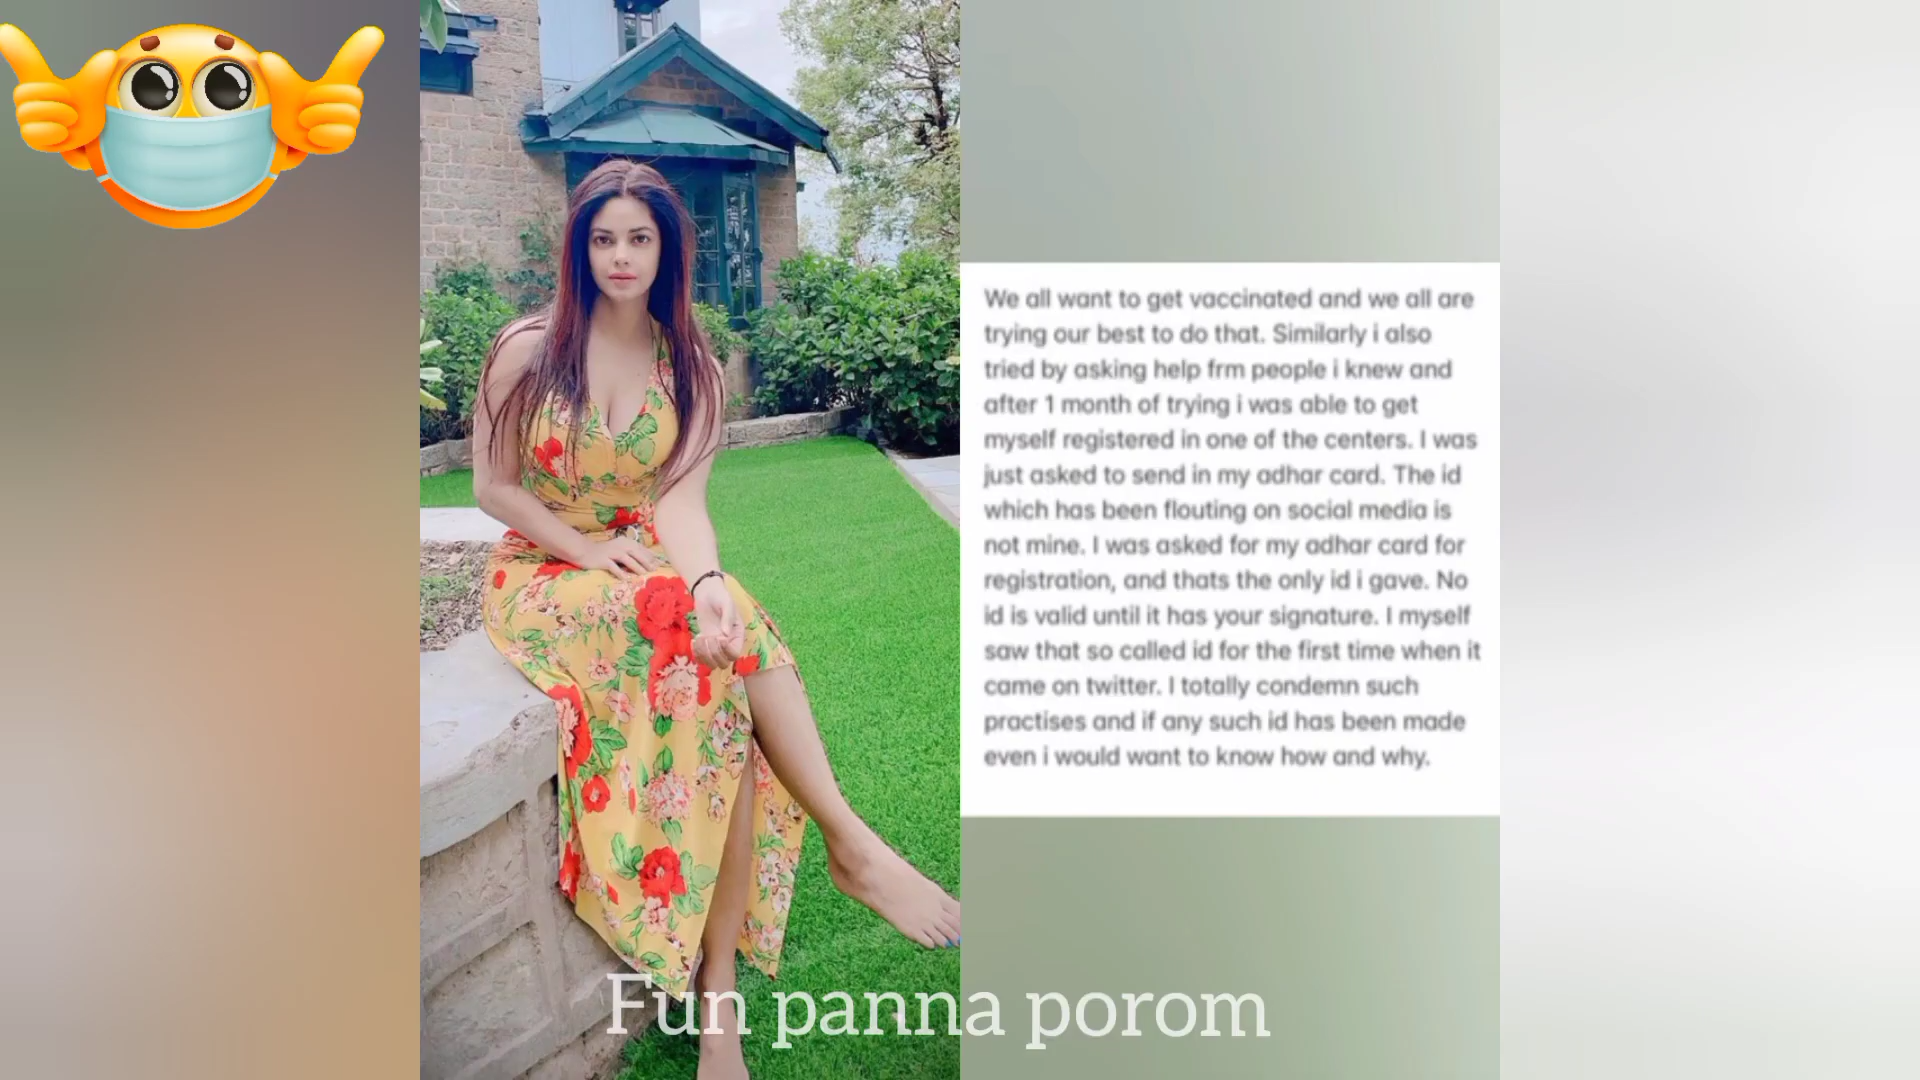 We all want to get vaccinated and we all are
trying our best to do that. Similarly i also
tried by asking help frm people i knew and
after 1 month of trying i was able to get
myself registered in one of the centers. I was
just asked to send in my adhar card. The id
which has been flouting on social media is
not mine. I was asked for my adhar card for
registration, and thats the only id i gave. No
id is valid until it has your signature. I myself
saw that so called id for the first time when it
came on twitter. I totally condemn such
practises and if any such id has been made
even i would want to know how and why.
Fun panna porom